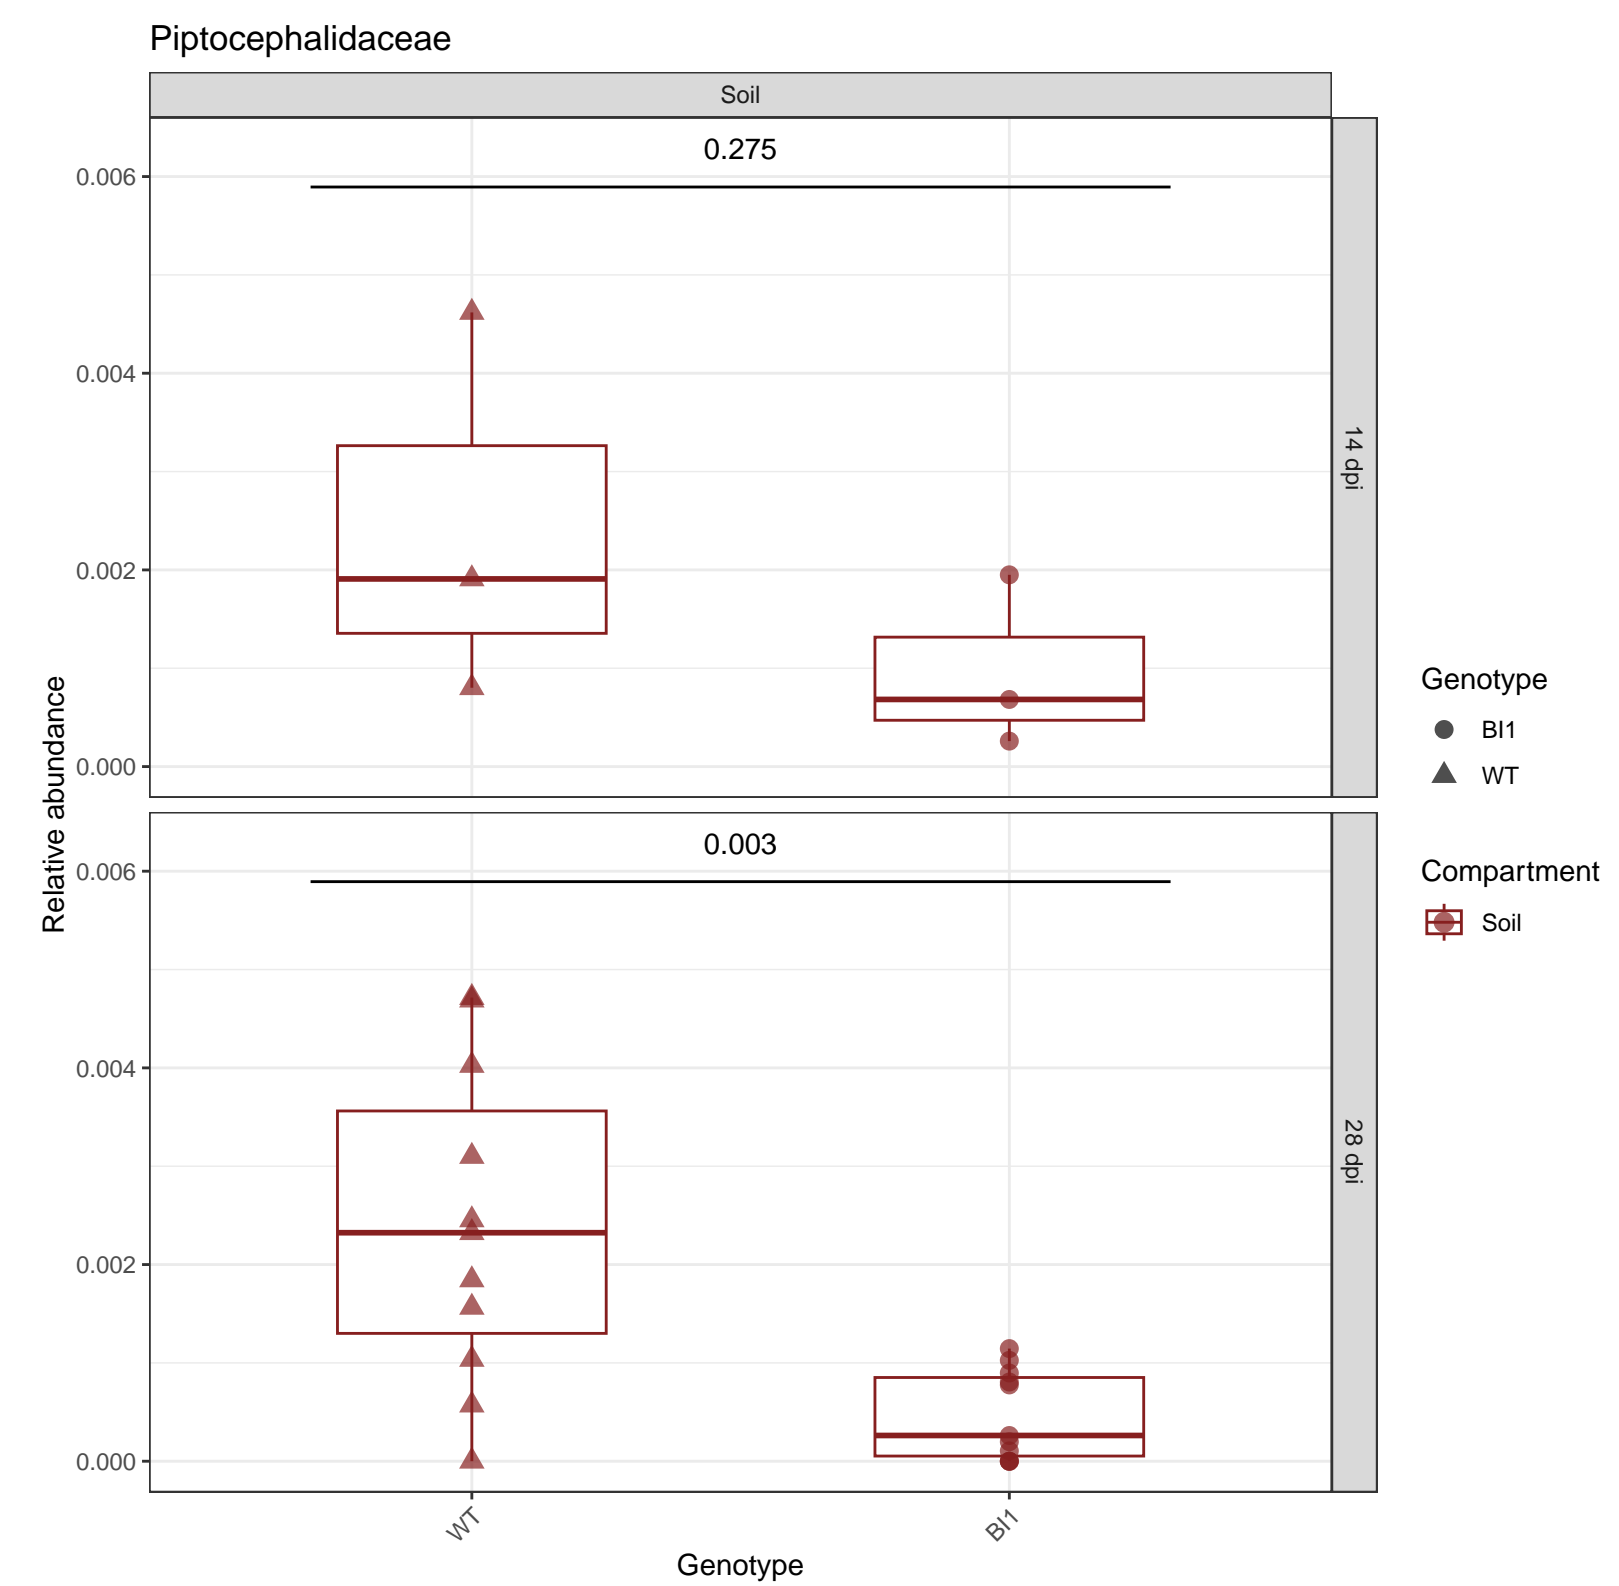 Piptocephalidaceae
Soil
0.275
0.006
0.004
0.002
0.000
14 dpi
0.003
0.006
0.004
0.002
0.000
28 dpi
Relative abundance
WT
BI1
Genotype
Genotype
BI1
WT
Compartment
Soil